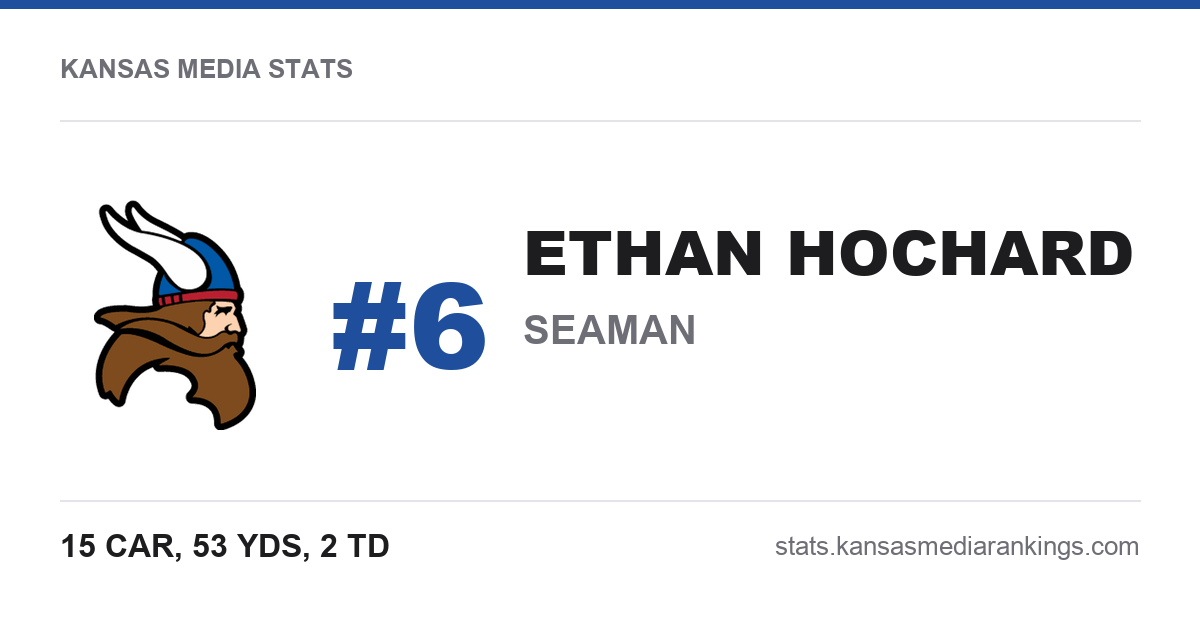 KANSAS MEDIA STATS
#6
ETHAN HOCHARD
SEAMAN
15 CAR, 53 YDS, 2 TD
stats.kansasmediarankings.com